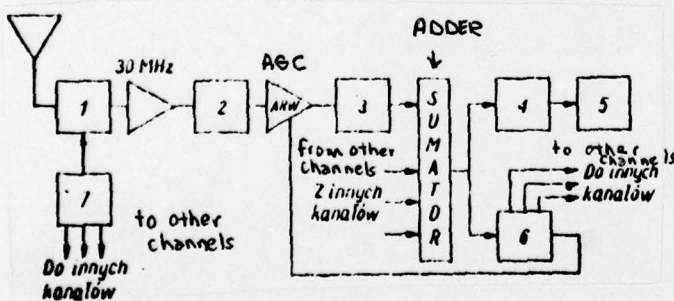 ADDER
30 MHz
AGC
1
2
ARW
3
S
U
M
A
T
O
R
4
5
from other
channels
Z innych
kanałów
to other
channels
Do innych
kanałów
6
7
to other
channels
Do innych
kanałów